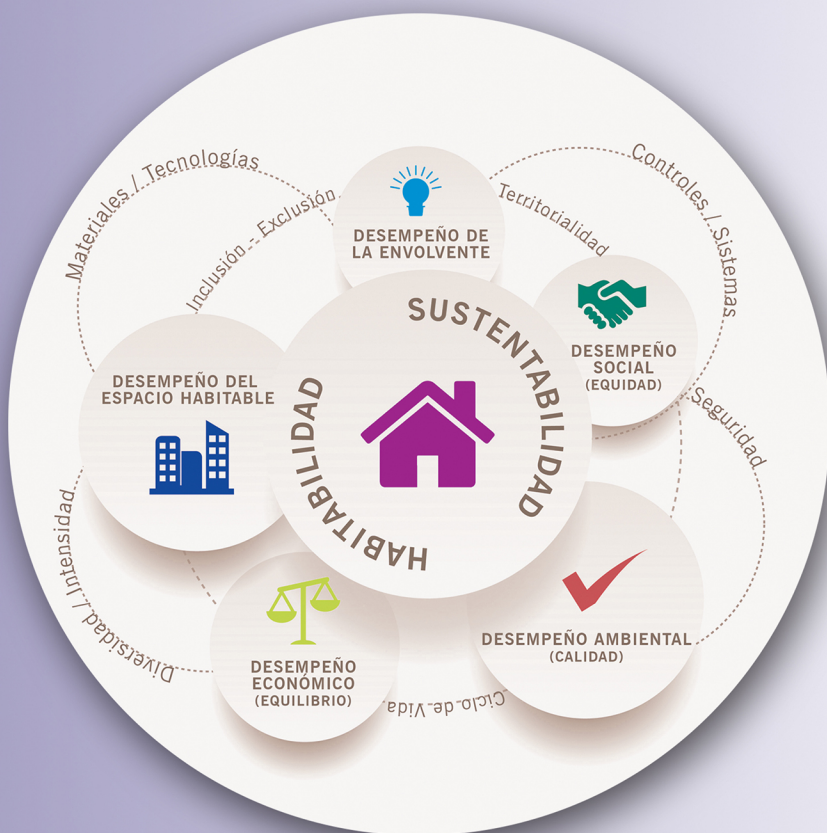 Materiales / Tecnologías
Inclusión - Exclusión
DESEMPEÑO DE
LA ENVOLVENTE
Territorialidad
Controles / Sistemas
DESEMPEÑO
SOCIAL
(EQUIDAD)
SUSTENTABILIDAD
HABITABILIDAD
DESEMPEÑO DEL
ESPACIO HABITABLE
Seguridad
Diversidad / Intensidad
DESEMPEÑO
ECONÓMICO
(EQUILIBRIO)
DESEMPEÑO AMBIENTAL
(CALIDAD)
Ciclo de Vida